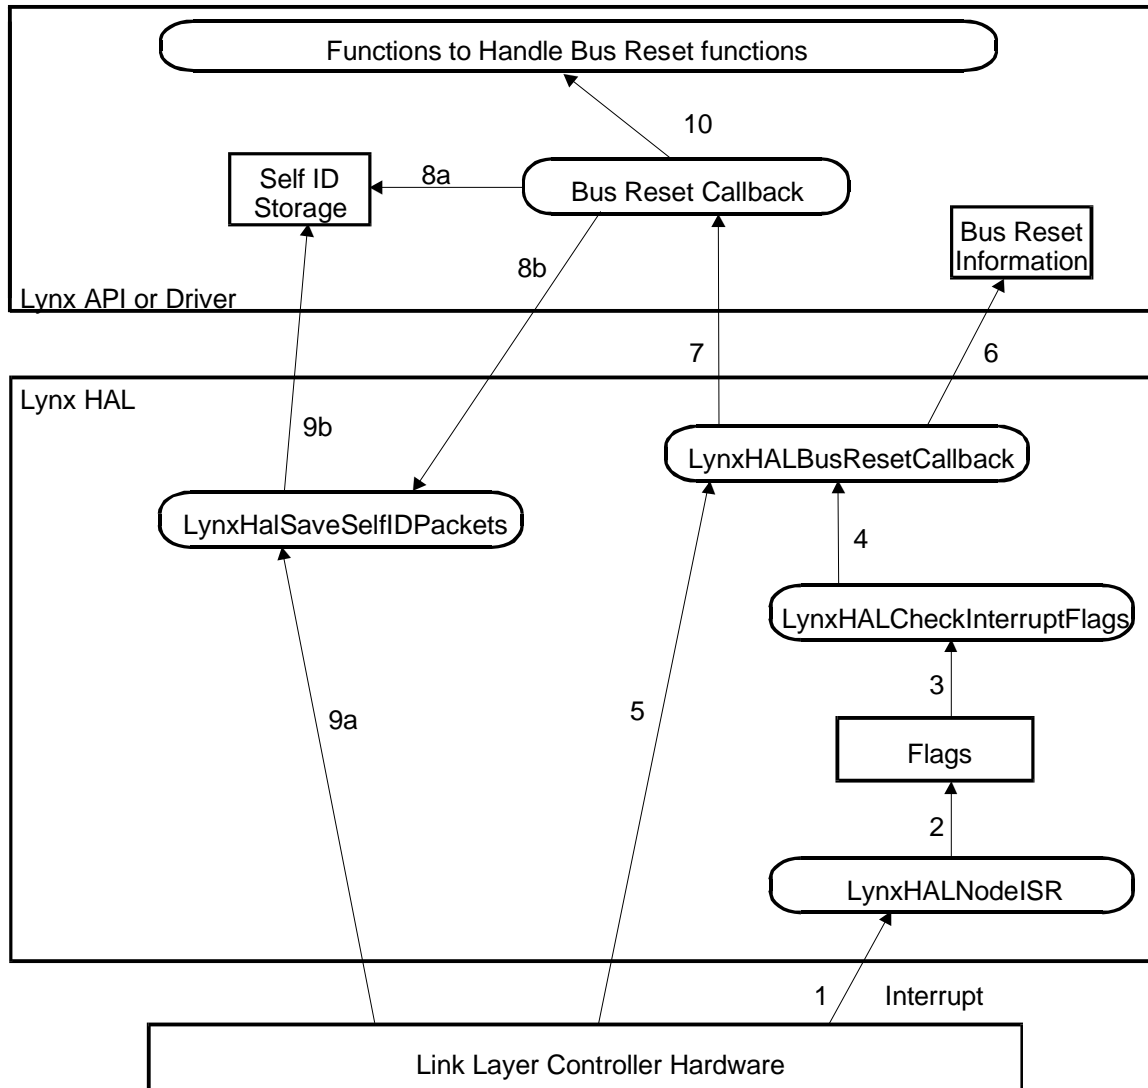 Functions to Handle Bus Reset functions
10
Self ID
Storage
8a
Bus Reset Callback
Bus Reset
Information
8b
Lynx API or Driver
7
6
Lynx HAL
9b
LynxHALBusResetCallback
LynxHalSaveSelfIDPackets
4
LynxHALCheckInterruptFlags
3
5
9a
Flags
2
LynxHALNodeISR
1
Interrupt
Link Layer Controller Hardware